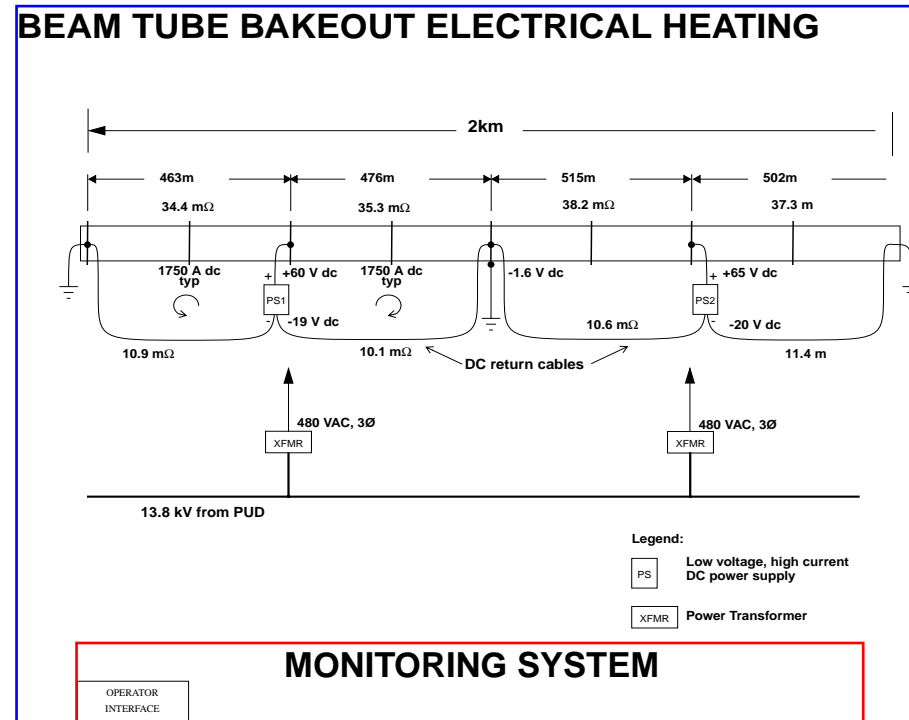 BEAM TUBE BAKEOUT ELECTRICAL HEATING
2km
463m 476m 515m 502m
34.4 mΩ 35.3 mΩ 38.2 mΩ 37.3 m
1750 A dc
typ
+ +60 V dc
1750 A dc
typ
-1.6 V dc
+ +65 V dc
PS1
PS2
- -19 V dc
- -20 V dc
10.9 mΩ 10.1 mΩ 10.6 mΩ 11.4 m
DC return cables
480 VAC, 3Ø 480 VAC, 3Ø
XFMR XFMR
13.8 kV from PUD
Legend:
PS Low voltage, high current
DC power supply
XFMR Power Transformer
MONITORING SYSTEM
OPERATOR
INTERFACE